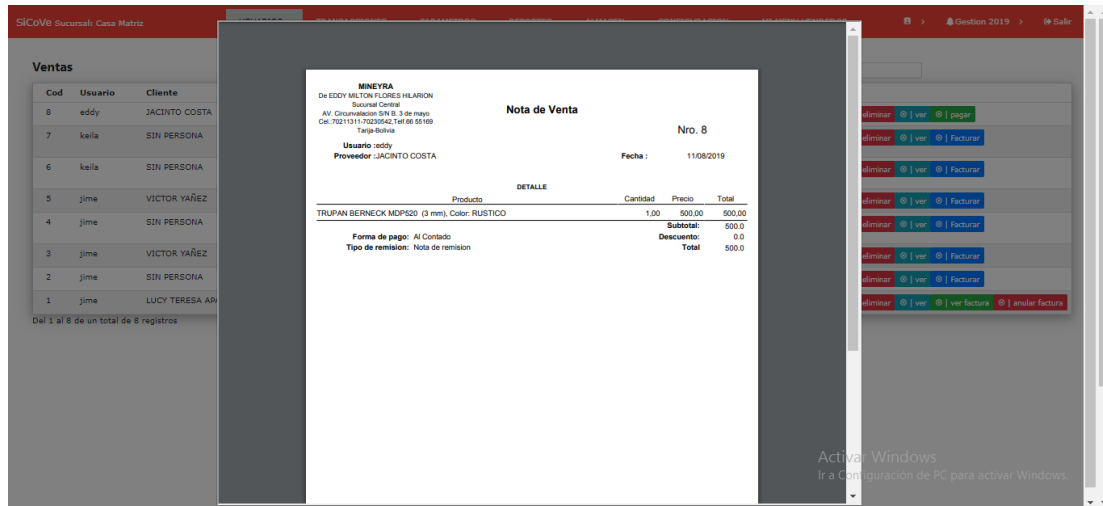 SiCoVe Sucursal: Casa Matriz
Gestion 2019
Salir
Ventas
Cod Usuario Cliente
8 eddy JACINTO COSTA eliminar | ver | pagar
7 keila SIN PERSONA eliminar | ver | Facturar
6 keila SIN PERSONA eliminar | ver | Facturar
5 jime VICTOR YAÑEZ eliminar | ver | Facturar
4 jime SIN PERSONA eliminar | ver | Facturar
3 jime VICTOR YAÑEZ eliminar | ver | Facturar
2 jime SIN PERSONA eliminar | ver | Facturar
1 jime LUCY TERESA eliminar | ver | ver factura | anular factura
Del 1 al 8 de un total de 8 registros
MINEYRA
De EDDY MILTON FLORES HILARION
Sucursal Central
AV. Circunvalacion S/N B. 3 de mayo
Cel.:70211311-70230542,Telf.66 55169
Tarija-Bolivia
Nota de Venta
Nro. 8
Usuario :eddy
Proveedor :JACINTO COSTA Fecha : 11/08/2019
DETALLE
Producto Cantidad Precio Total
TRUPAN BERNECK MDP520 (3 mm), Color: RUSTICO 1,00 500,00 500,00
Subtotal: 500.0
Forma de pago: Al Contado Descuento: 0.0
Tipo de remision: Nota de remision Total 500.0
Activar Windows
Ir a Configuración de PC para activar Windows.